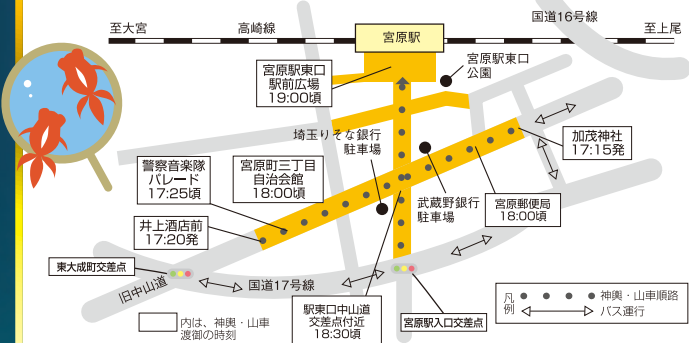 国道16号線
至大宮
高崎線
宮原駅
至上尾
宮原駅東口
公園
宮原駅東口
駅前広場
19:00頃
埼玉りそな銀行
駐車場
加茂神社
17:15発
警察音楽隊
パレード
17:25頃
宮原町三丁目
自治会館
18:00頃
武蔵野銀行
駐車場
宮原郵便局
18:00頃
井上酒店前
17:20発
東大成町交差点
旧中山道
国道17号線
駅東口中山道
交差点付近
18:30頃
宮原駅入口交差点
凡例
神輿・山車順路
バス運行
内は、神輿・山車
渡御の時刻